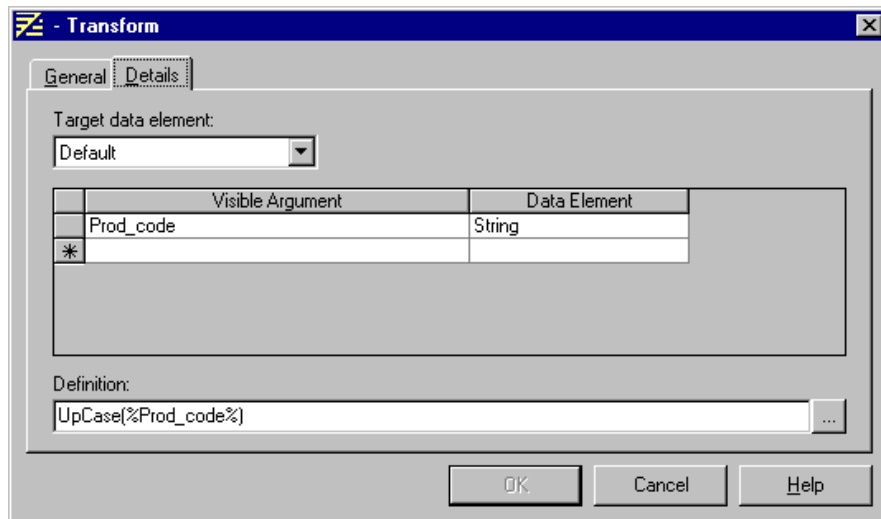 - Transform
General Details
Target data element:
Default
Visible Argument Data Element
Prod_code String
Definition:
UpCase(%Prod_code%) ...
OK Cancel Help